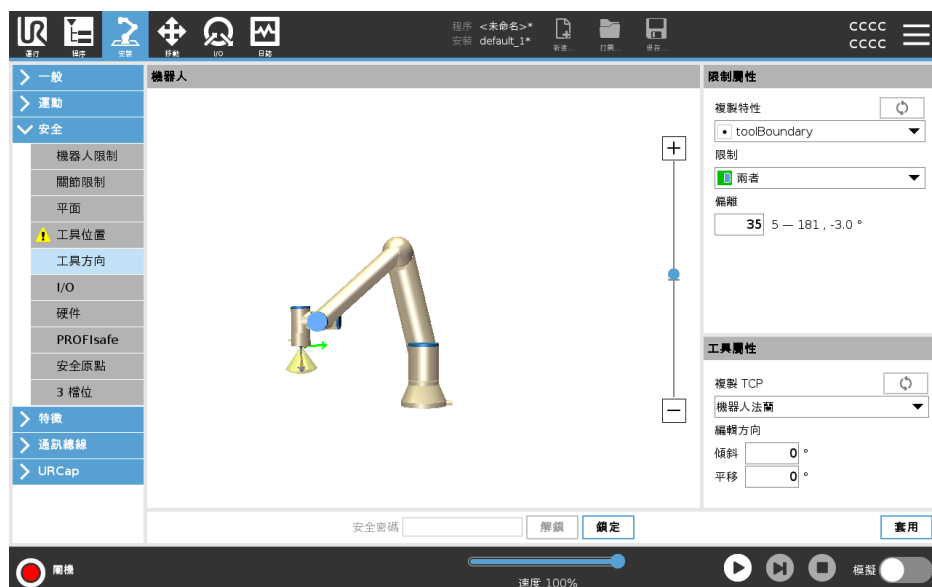 UR
運行
程序
安裝
移動
I/O
日誌
程序 <未命名>*
安裝 default_1*
新建...
打開...
保存...
CCCC
CCCC
一般
運動
安全
機器人限制
關節限制
平面
工具位置
工具方向
I/O
硬件
PROFIsafe
安全原點
3 檔位
特徵
通訊總線
URCap
機器人
限制屬性
複製特性
toolBoundary
限制
兩者
偏離
35 5 — 181 , -3.0 °
工具屬性
複製 TCP
機器人法蘭
編輯方向
傾斜 0 °
平移 0 °
安全密碼 解鎖 鎖定
套用
關機
速度 100%
模擬